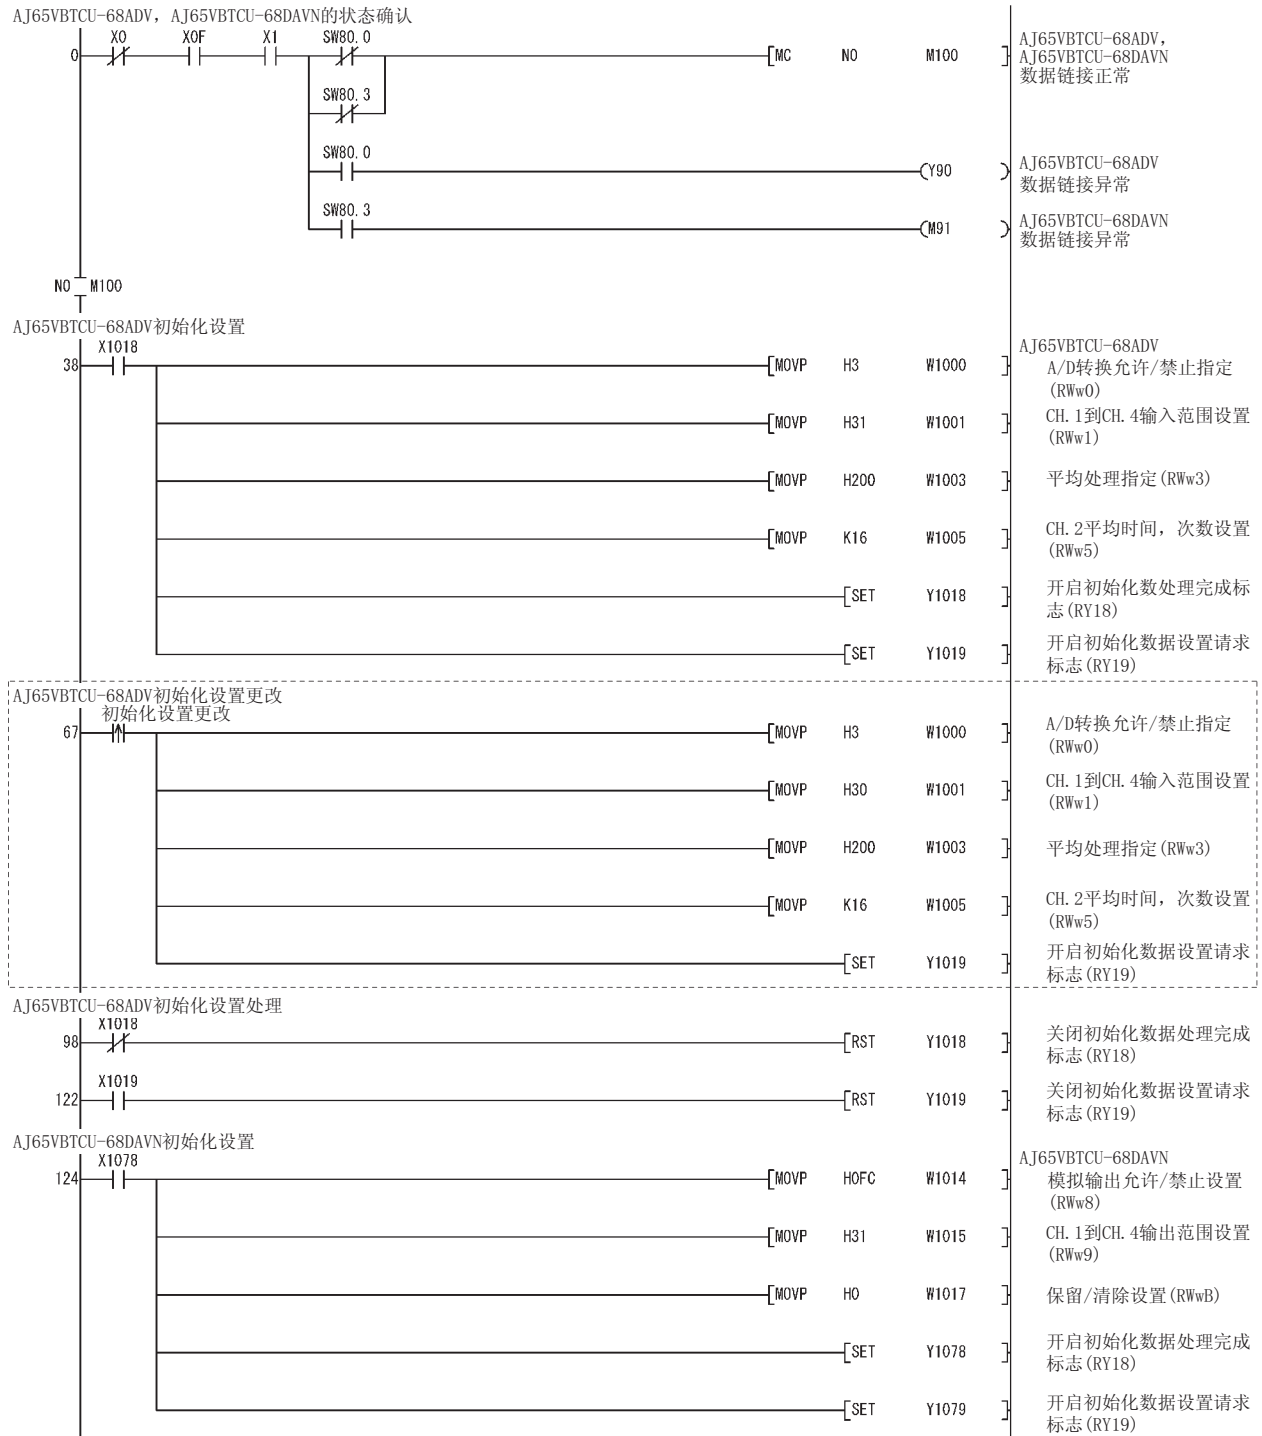 AJ65VBTCU-68ADV，AJ65VBTCU-68DAVN的状态确认
X0 X0F X1 SW80.0
0 MC N0 M100 AJ65VBTCU-68ADV，
AJ65VBTCU-68DAVN
数据链接正常
SW80.3
SW80.0
Y90 AJ65VBTCU-68ADV
数据链接异常
SW80.3
M91 AJ65VBTCU-68DAVN
数据链接异常
N0 M100
AJ65VBTCU-68ADV初始化设置
X1018
38 MOVP H3 W1000 AJ65VBTCU-68ADV
A/D转换允许/禁止指定
(RWw0)
MOVP H31 W1001 CH.1到CH.4输入范围设置
(RWw1)
MOVP H200 W1003 平均处理指定(RWw3)
MOVP K16 W1005 CH.2平均时间，次数设置
(RWw5)
SET Y1018 开启初始化数处理完成标
志(RY18)
SET Y1019 开启初始化数据设置请求
标志(RY19)
AJ65VBTCU-68ADV初始化设置更改
初始化设置更改
67 MOVP H3 W1000 A/D转换允许/禁止指定
(RWw0)
MOVP H30 W1001 CH.1到CH.4输入范围设置
(RWw1)
MOVP H200 W1003 平均处理指定(RWw3)
MOVP K16 W1005 CH.2平均时间，次数设置
(RWw5)
SET Y1019 开启初始化数据设置请求
标志(RY19)
AJ65VBTCU-68ADV初始化设置处理
X1018
98 RST Y1018 关闭初始化数据处理完成
标志(RY18)
X1019
122 RST Y1019 关闭初始化数据设置请求
标志(RY19)
AJ65VBTCU-68DAVN初始化设置
X1078
124 MOVP H0FC W1014 AJ65VBTCU-68DAVN
模拟输出允许/禁止设置
(RWw8)
MOVP H31 W1015 CH.1到CH.4输出范围设置
(RWw9)
MOVP H0 W1017 保留/清除设置(RWwB)
SET Y1078 开启初始化数据处理完成
标志(RY18)
SET Y1079 开启初始化数据设置请求
标志(RY19)